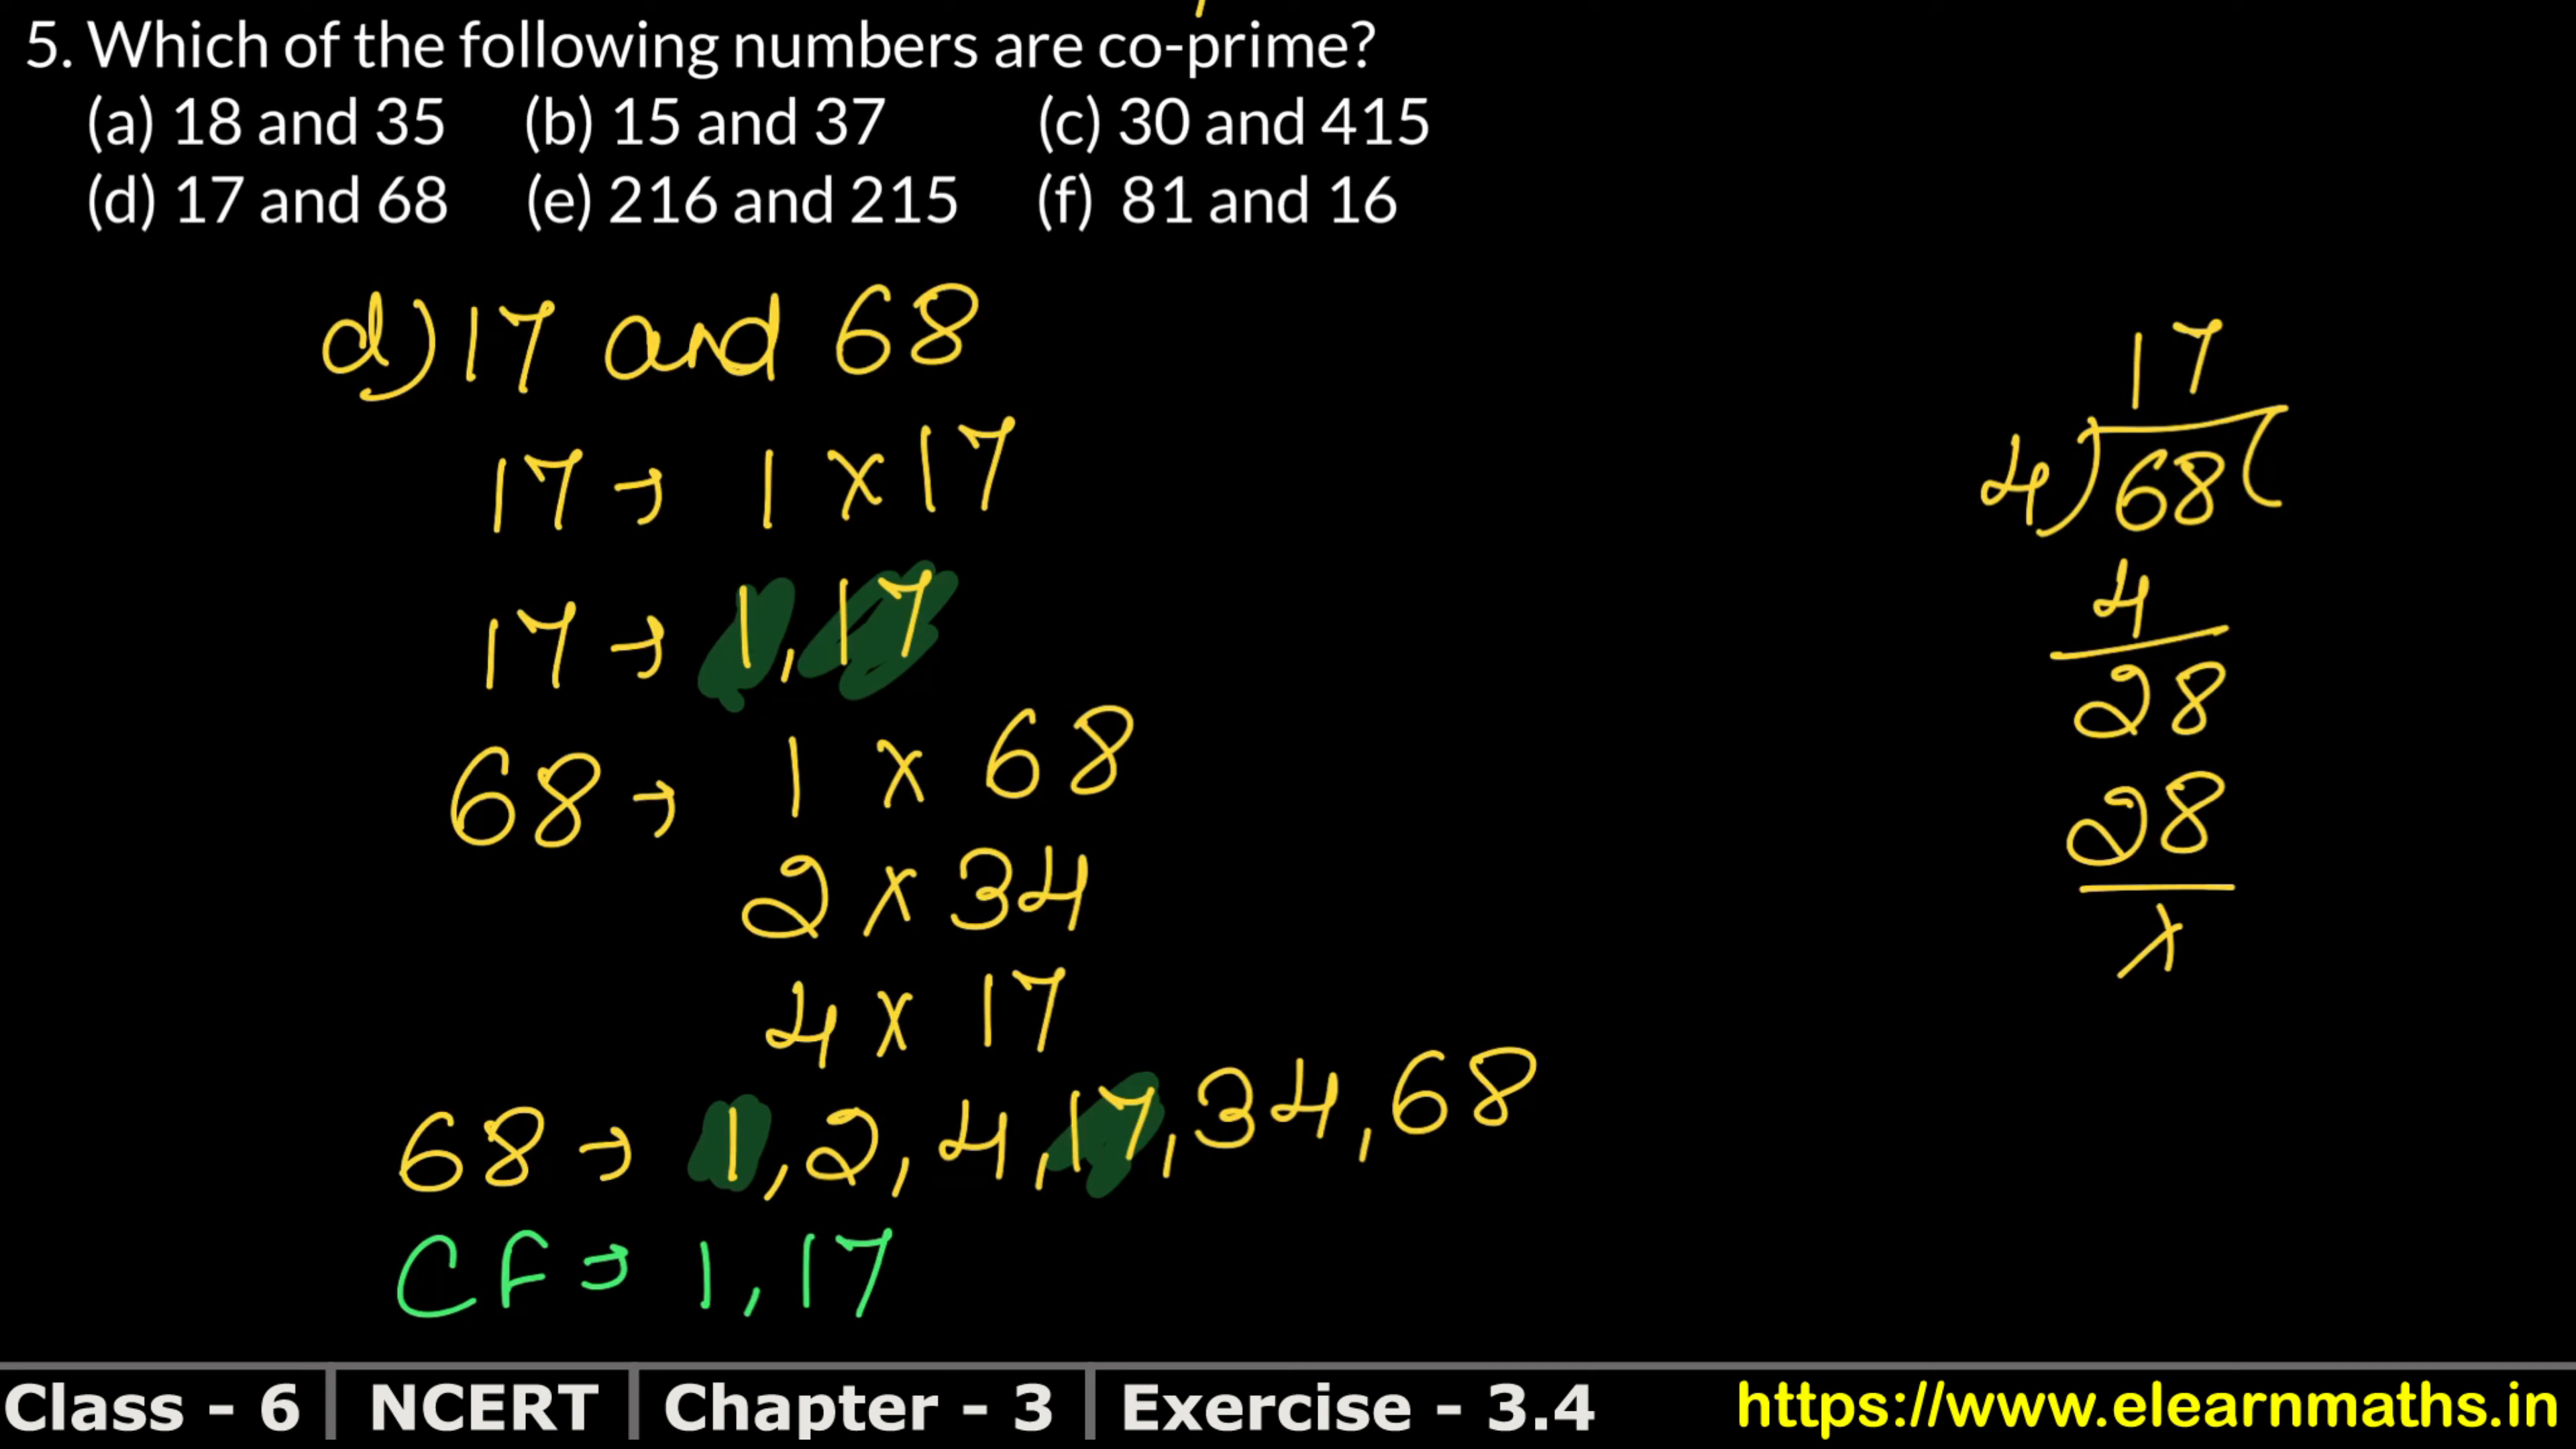 5. Which of the following numbers are co-prime?
(a) 18 and 35 (b) 15 and 37 (c) 30 and 415
(d) 17 and 68 (e) 216 and 215 (f) 81 and 16
d) 17 and 68
17 → 1 × 17
17 → 1, 17
68 → 1 × 68
2 × 34
4 × 17
68 → 1, 2, 4, 17, 34, 68
CF → 1, 17
17
4)68(
4
28
28
×
Class - 6 | NCERT | Chapter - 3 | Exercise - 3.4 https://www.elearnmaths.in